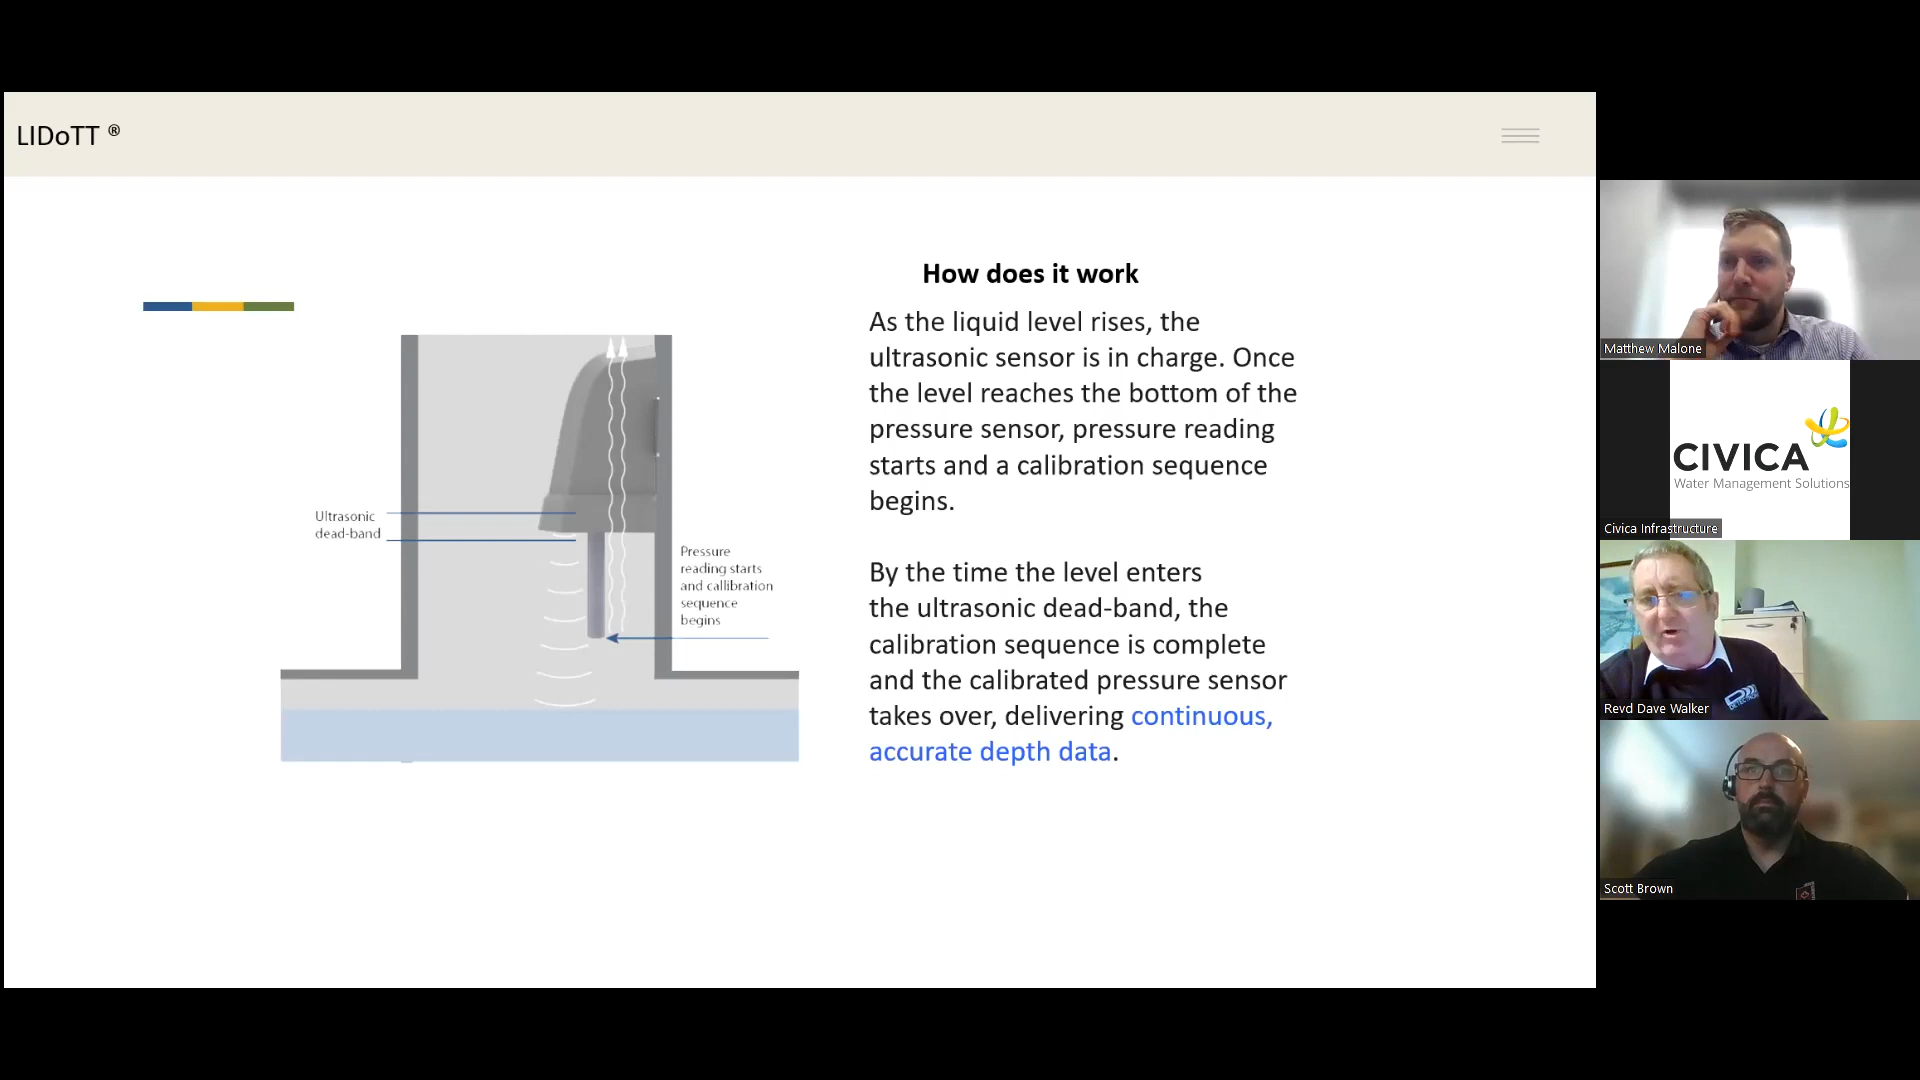 LIDoTT ®
How does it work
As the liquid level rises, the
ultrasonic sensor is in charge. Once
the level reaches the bottom of the
pressure sensor, pressure reading
starts and a calibration sequence
begins.
By the time the level enters
the ultrasonic dead-band, the
calibration sequence is complete
and the calibrated pressure sensor
takes over, delivering continuous,
accurate depth data.
Ultrasonic
dead-band
Pressure
reading starts
and callibration
sequence
begins
Matthew Malone
CIVICA
Water Management Solutions
Civica Infrastructure
Revd Dave Walker
Scott Brown